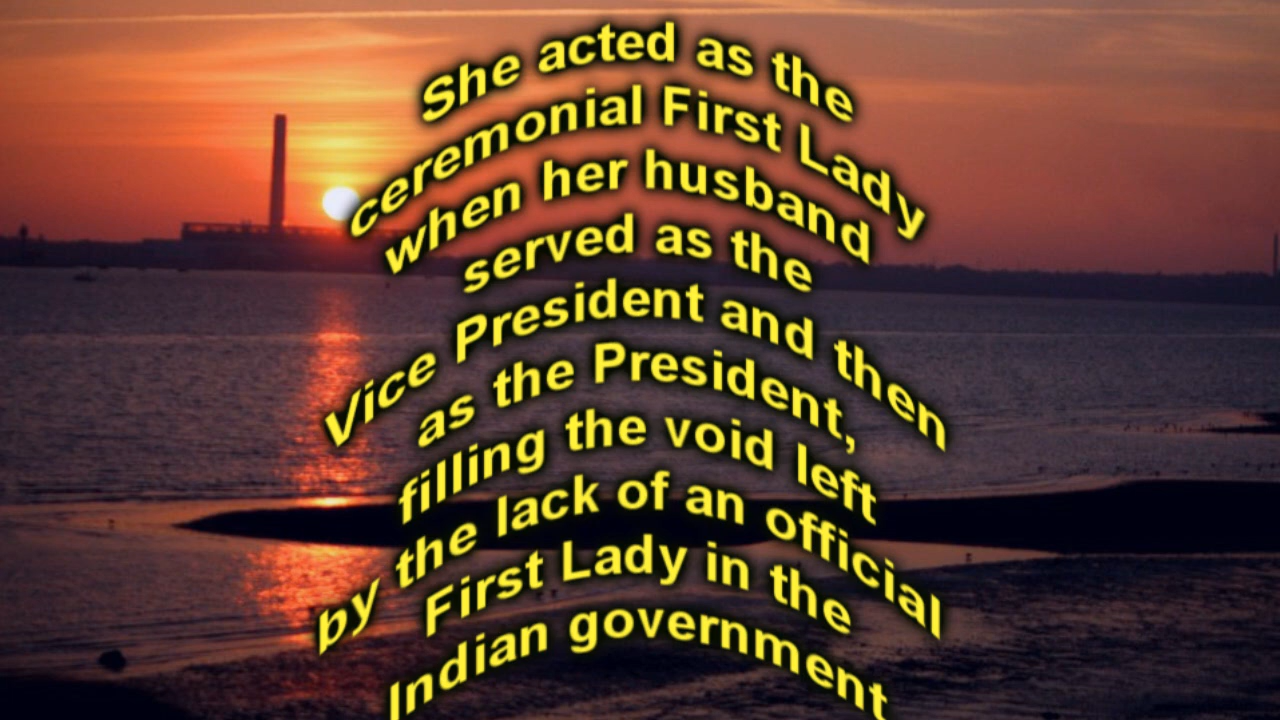 She acted as the
ceremonial First Lady
when her husband
served as the
Vice President and then
as the President,
filling the void left
by the lack of an official
First Lady in the
Indian government